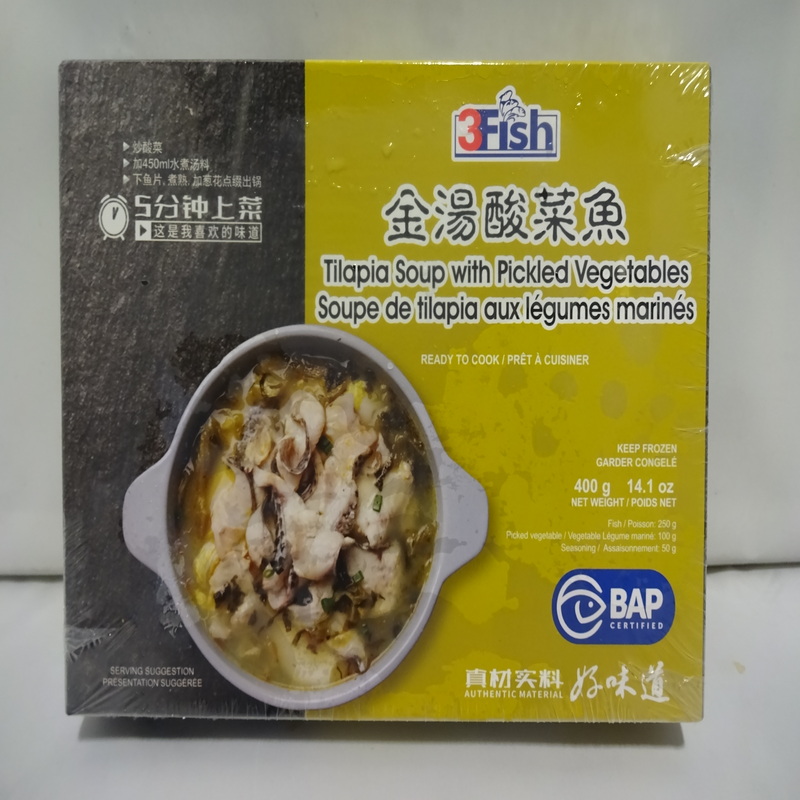 ▶炒酸菜
▶加450ml水煮汤料
▶下鱼片, 煮熟, 加葱花点缀出锅
5分钟上菜
▶这是我喜欢的味道
3Fish
金湯酸菜魚
Tilapia Soup with Pickled Vegetables
Soupe de tilapia aux légumes marinés
READY TO COOK / PRÊT À CUISINER
KEEP FROZEN
GARDER CONGELÉ
400 g 14.1 oz
NET WEIGHT / POIDS NET
Fish / Poisson: 250 g
Picked vegetable / Vegetable Légume mariné: 100 g
Seasoning / Assaisonnement: 50 g
BAP
CERTIFIED
SERVING SUGGESTION
PRÉSENTATION SUGGÉRÉE
真材实料 好味道
AUTHENTIC MATERIAL